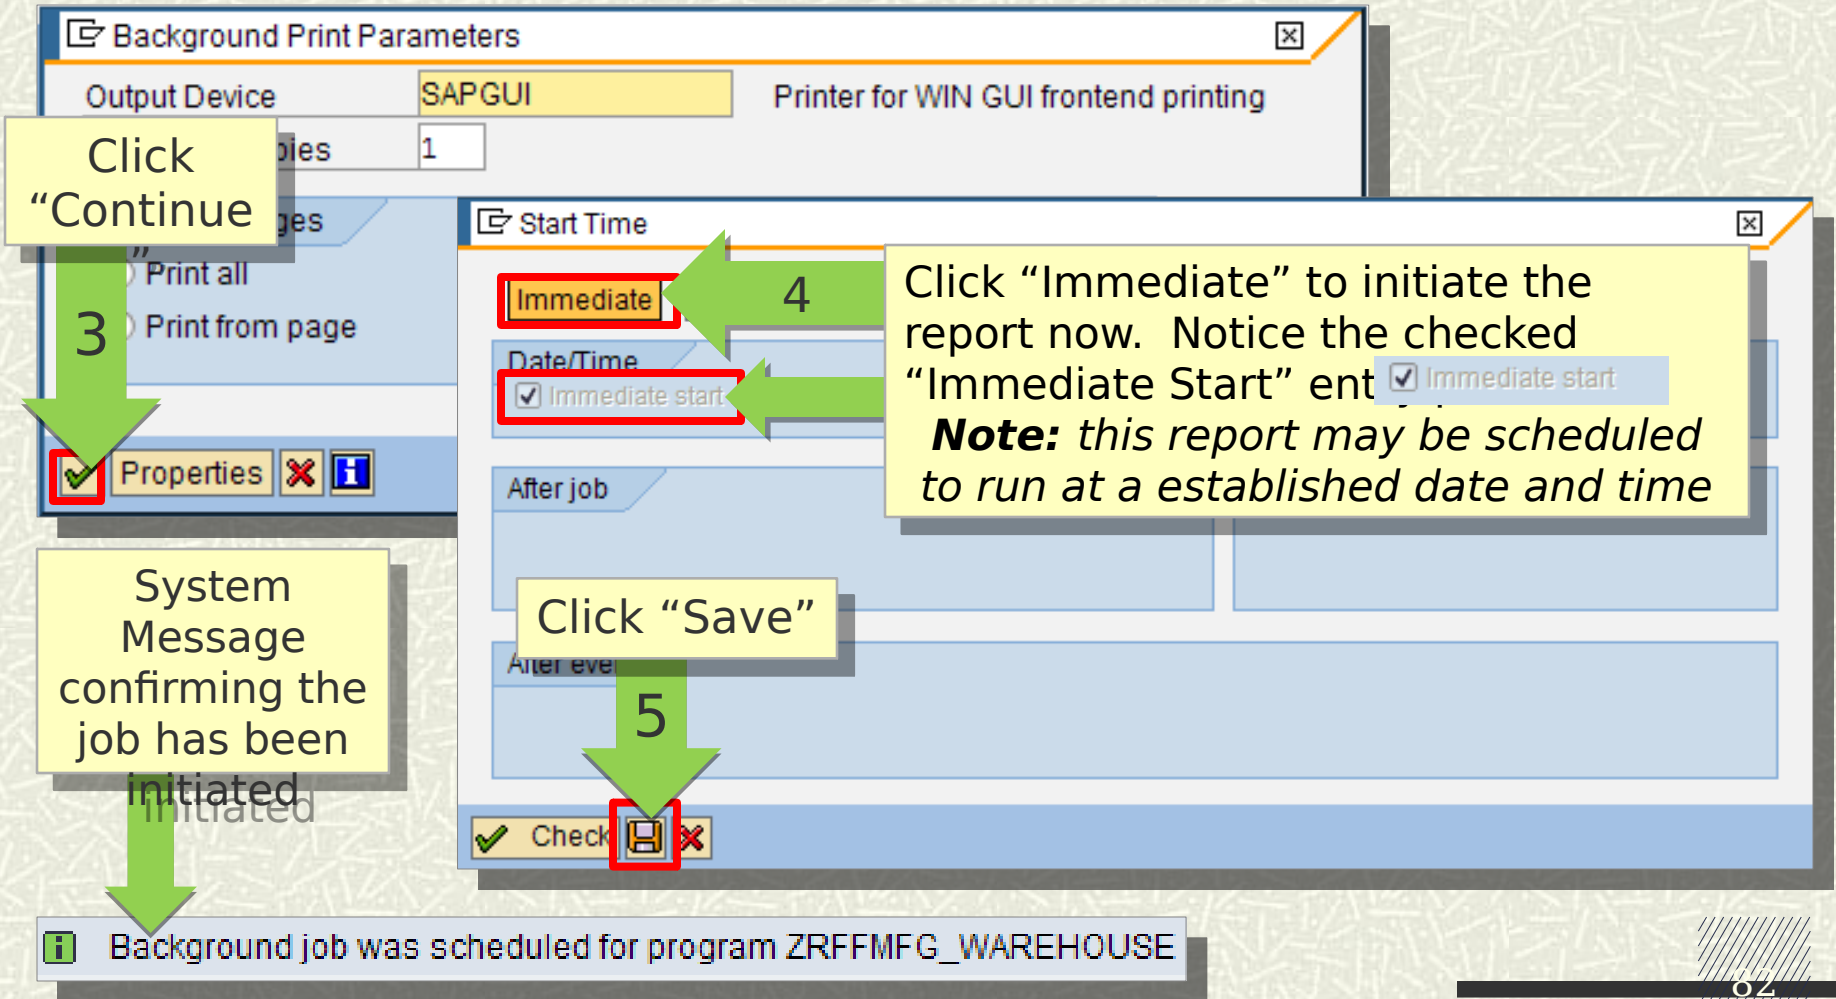 Background Print Parameters
Output Device SAPGUI Printer for WIN GUI frontend printing
1
Click
“Continue
”
Print all
Print from page
3
Properties
Start Time
Immediate
4
Date/Time
Immediate start
Click “Immediate” to initiate the
report now. Notice the checked
“Immediate Start”
Immediate start
Note: this report may be scheduled
to run at a established date and time
After job
Click “Save”
After
5
Check
System
Message
confirming the
job has been
initiated
Background job was scheduled for program ZRFFMFG_WAREHOUSE
82